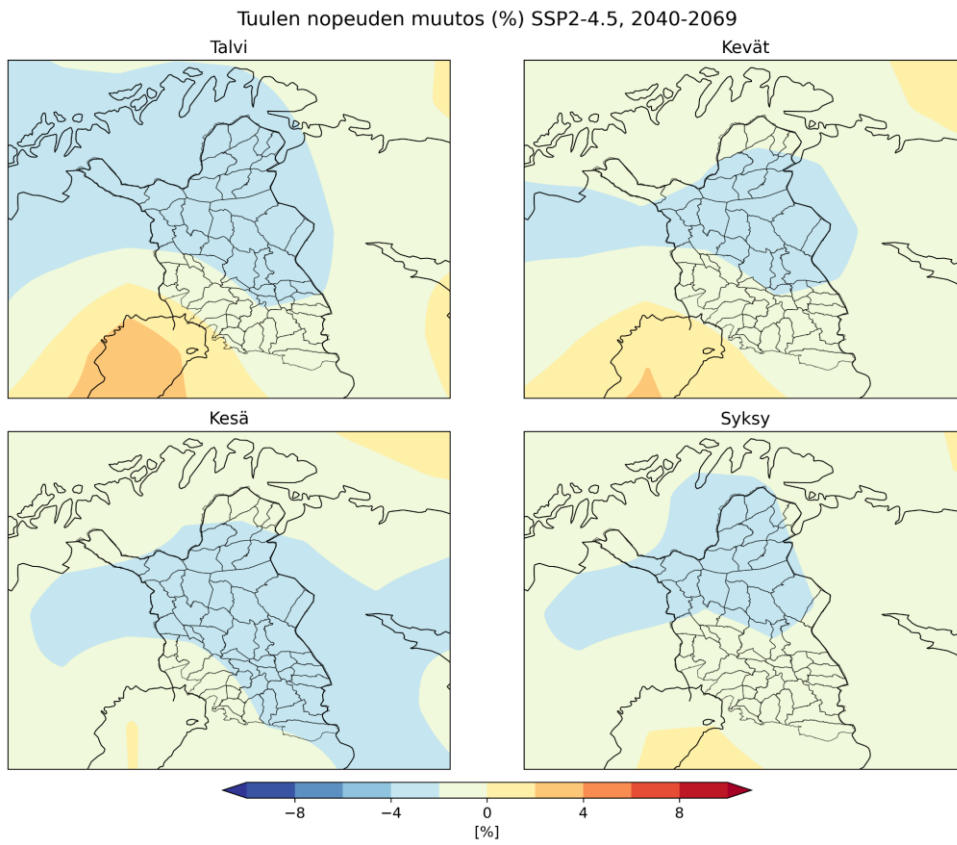 Tuulen nopeuden muutos (%) SSP2-4.5, 2040-2069
Talvi
Kevät
Kesä
Syksy
−8
−4
0
4
8
[%]